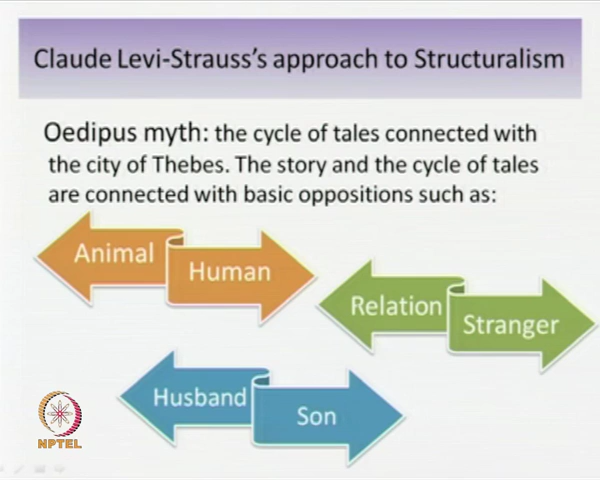 Claude Levi-Strauss's approach to Structuralism
Oedipus myth: the cycle of tales connected with
the city of Thebes. The story and the cycle of tales
are connected with basic oppositions such as:
Animal
Human
Relation
Stranger
Husband
Son
NPTEL